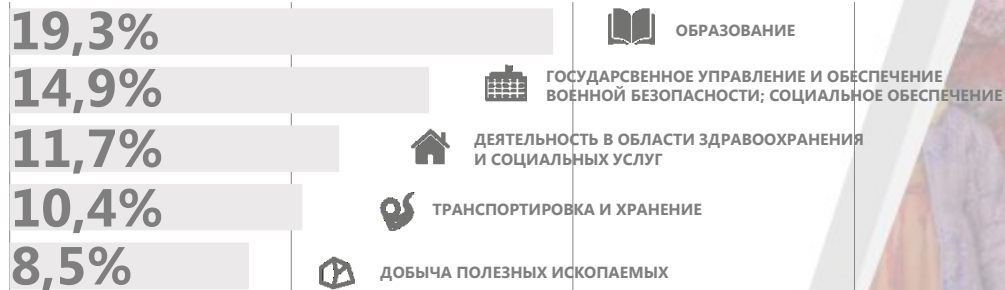 19,3%
ОБРАЗОВАНИЕ
14,9%
ГОСУДАРСВЕННОЕ УПРАВЛЕНИЕ И ОБЕСПЕЧЕНИЕ
ВОЕННОЙ БЕЗОПАСНОСТИ; СОЦИАЛЬНОЕ ОБЕСПЕЧЕНИЕ
11,7%
ДЕЯТЕЛЬНОСТЬ В ОБЛАСТИ ЗДРАВООХРАНЕНИЯ
И СОЦИАЛЬНЫХ УСЛУГ
10,4%
ТРАНСПОРТИРОВКА И ХРАНЕНИЕ
8,5%
ДОБЫЧА ПОЛЕЗНЫХ ИСКОПАЕМЫХ